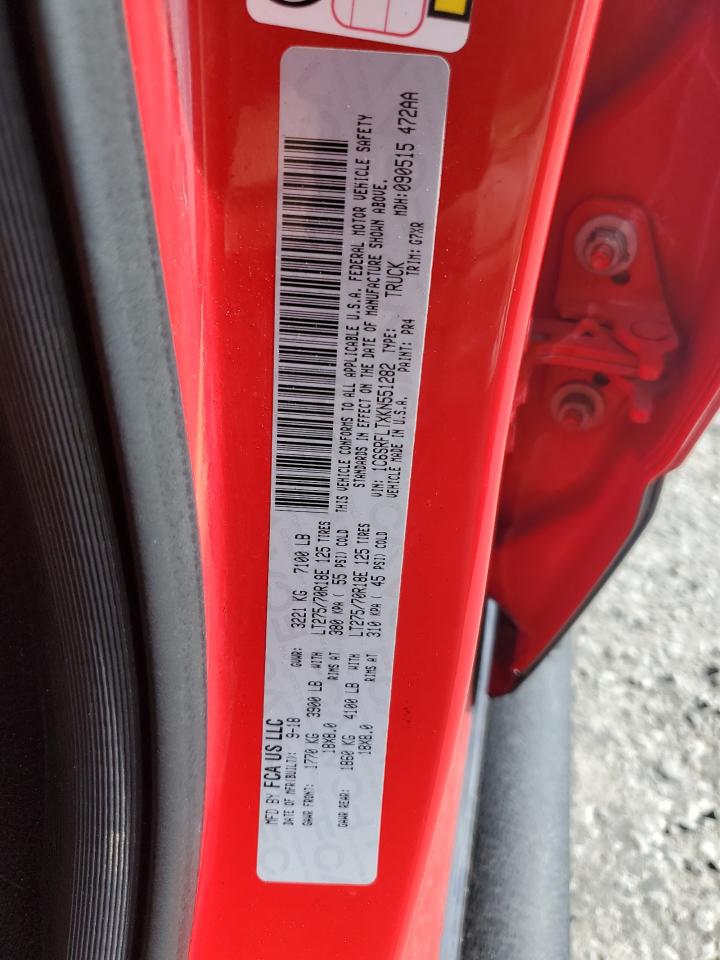 MFD BY FCA US LLC
DATE OF MFR(BUILT): 9-18 GVWR: 3221 KG 7100 LB
GAWR FRONT: 1770 KG 3900 LB WITH LT275/70R18E 125 TIRES
18X8.0 RIMS AT 380 KPA ( 55 PSI) COLD
GAWR REAR: 1860 KG 4100 LB WITH LT275/70R18E 125 TIRES
18X8.0 RIMS AT 310 KPA ( 45 PSI) COLD
THIS VEHICLE CONFORMS TO ALL APPLICABLE U.S.A. FEDERAL MOTOR VEHICLE SAFETY
STANDARDS IN EFFECT ON THE DATE OF MANUFACTURE SHOWN ABOVE.
VIN: 1C6SRFLTXKN551282 TYPE: TRUCK MDH:090515 472AA
VEHICLE MADE IN U.S.A. PAINT: PR4 TRIM: G7XR